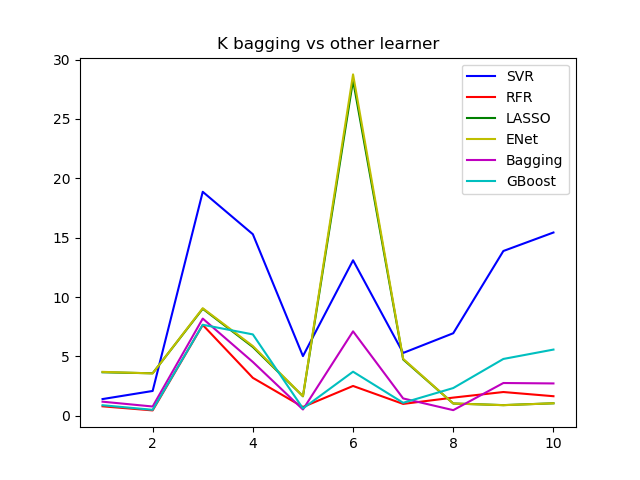 K bagging vs other learner
30
25
20
15
10
5
0
2 4 6 8 10
SVR
RFR
LASSO
ENet
Bagging
GBoost